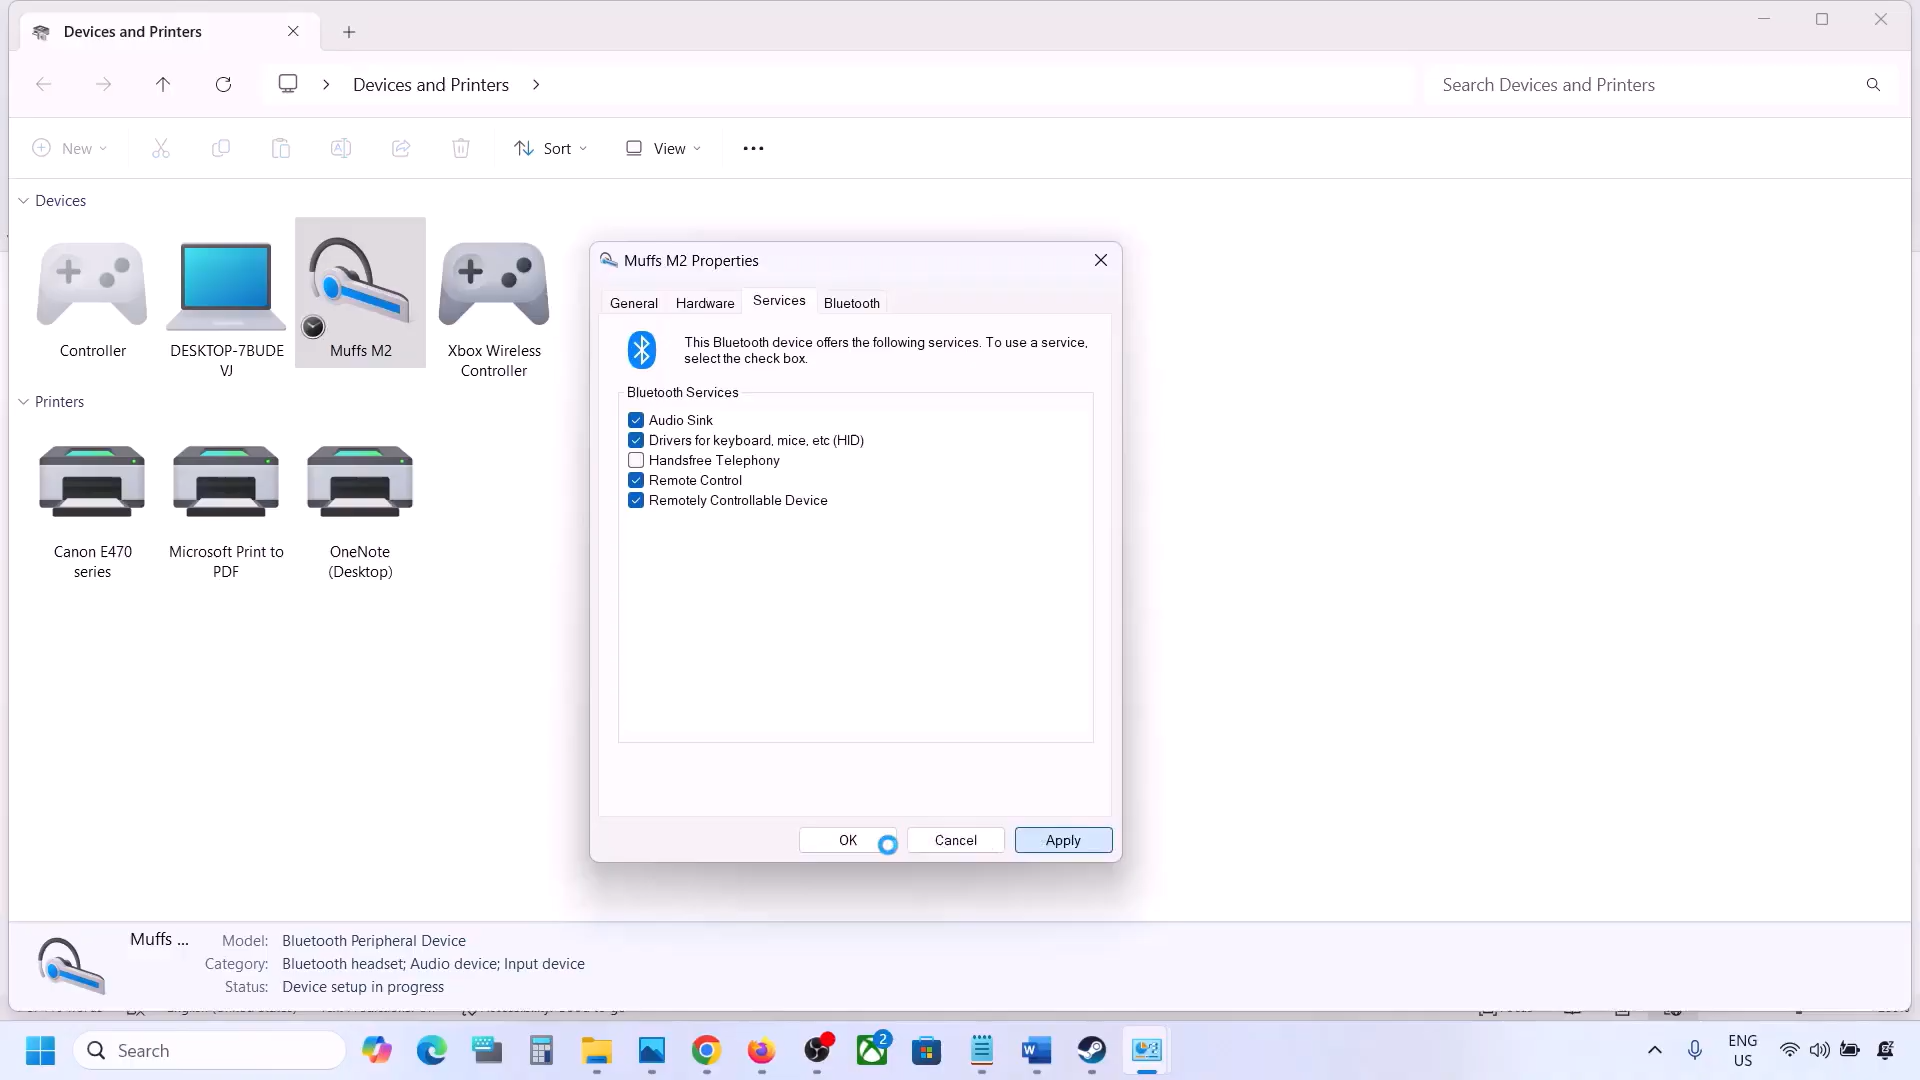 Devices and Printers
Devices and Printers
Search Devices and Printers
New
Sort
View
Devices
Controller
DESKTOP-7BUDE
VJ
Muffs M2
Xbox Wireless
Controller
Printers
Canon E470
series
Microsoft Print to
PDF
OneNote
(Desktop)
Muffs M2 Properties
General
Hardware
Services
Bluetooth
This Bluetooth device offers the following services. To use a service,
select the check box.
Bluetooth Services
Audio Sink
Drivers for keyboard, mice, etc (HID)
Handsfree Telephony
Remote Control
Remotely Controllable Device
OK
Cancel
Apply
Muffs ...
Model: Bluetooth Peripheral Device
Category: Bluetooth headset; Audio device; Input device
Status: Device setup in progress
Search
2
ENG
US